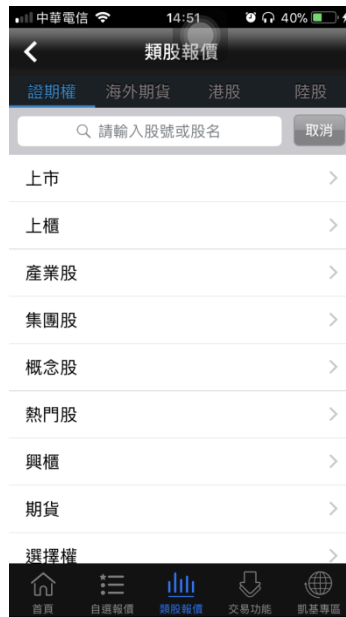 中華電信 14:51 40%
類股報價
證期權 海外期貨 港股 陸股
請輸入股號或股名 取消
上市
上櫃
產業股
集團股
概念股
熱門股
興櫃
期貨
選擇權
首頁 自選報價 類股報價 交易功能 凱基專區